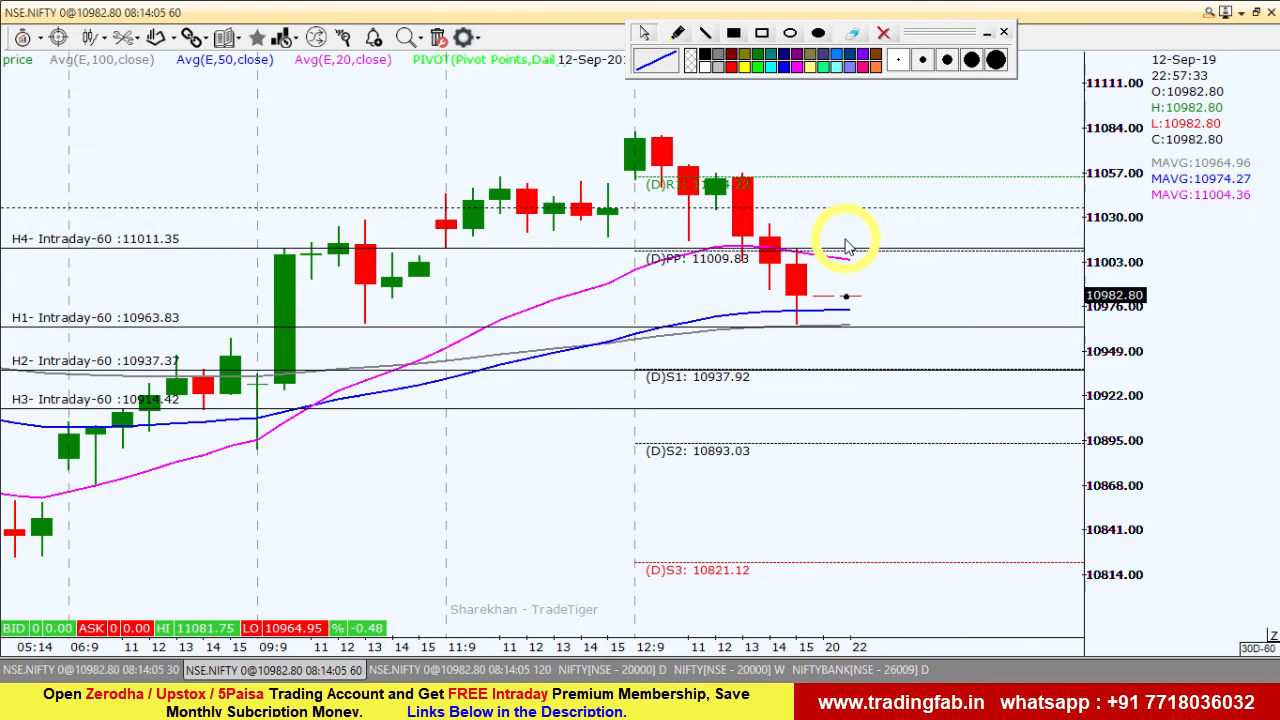 NSE.NIFTY 0@10982.80 08:14:05 60
price Avg(E,100,close) Avg(E,50,close) Avg(E,20,close) PIVOT(Pivot Points,Dail 12-Sep-201
12-Sep-19
22:57:33
O:10982.80
H:10982.80
L:10982.80
C:10982.80
MAVG:10964.96
MAVG:10974.27
MAVG:11004.36
11111.00
11084.00
11057.00
11030.00
11003.00
10982.80
10976.00
10949.00
10922.00
10895.00
10868.00
10841.00
10814.00
H4- Intraday-60 :11011.35
(D)PP: 11009.83
H1- Intraday-60 :10963.83
H2- Intraday-60 :10937.37
(D)S1: 10937.92
H3- Intraday-60 :10914.42
(D)S2: 10893.03
(D)S3: 10821.12
Sharekhan - TradeTiger
BID 0 0.00 ASK 0 0.00 HI 11081.75 LO 10964.95 % -0.48
05:14 06:9 11 12 13 14 15 09:9 11 12 13 14 15 11:9 11 12 13 14 15 12:9 11 12 13 14 15 20 22
Z
30D-60
NSE.NIFTY 0@10982.80 08:14:05 30 NSE.NIFTY 0@10982.80 08:14:05 60 NSE.NIFTY 0@10982.80 08:14:05 120 NIFTY[NSE - 20000] D NIFTY[NSE - 20000] W NIFTYBANK[NSE - 26009] D
Open Zerodha / Upstox / 5Paisa Trading Account and Get FREE Intraday Premium Membership, Save
Monthly Subcription Money. Links Below in the Description.
www.tradingfab.in whatsapp : +91 7718036032